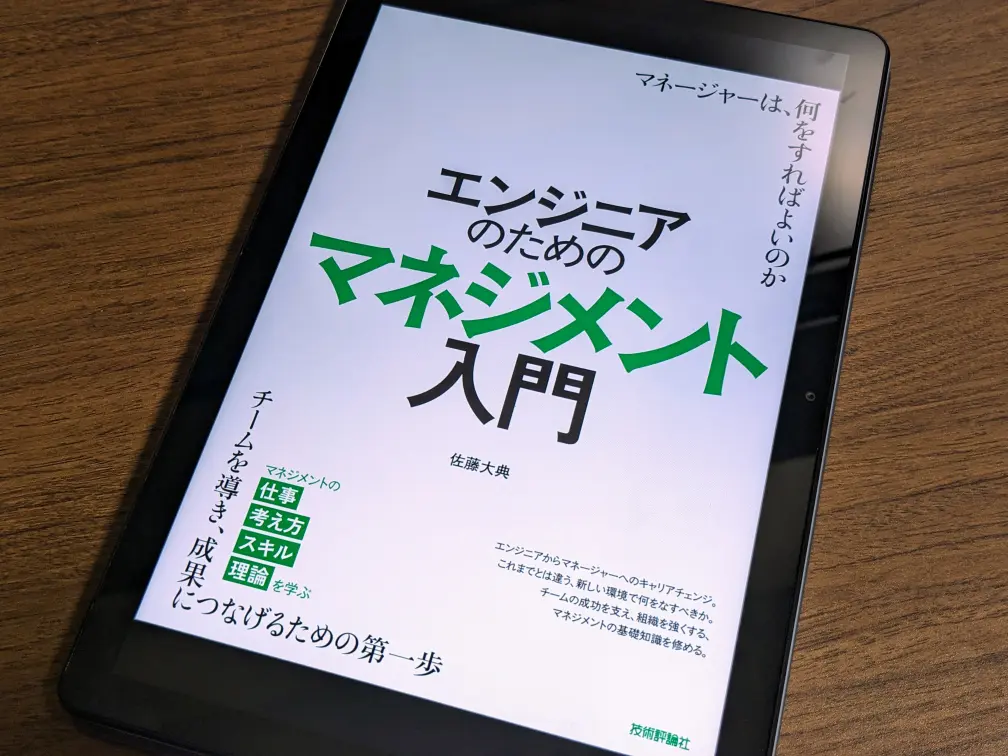 マネージャーは、何をすればよいのか
エンジニア
のための
マネジメント
入門
佐藤大典
チームを導き、成果につなげるための第一歩
マネジメントの
仕事
考え方
スキル
理論を学ぶ
エンジニアからマネージャーへのキャリアチェンジ。
これまでとは違う、新しい環境で何をなすべきか。
チームの成功を支え、組織を強くする、
マネジメントの基礎知識を修める。
技術評論社